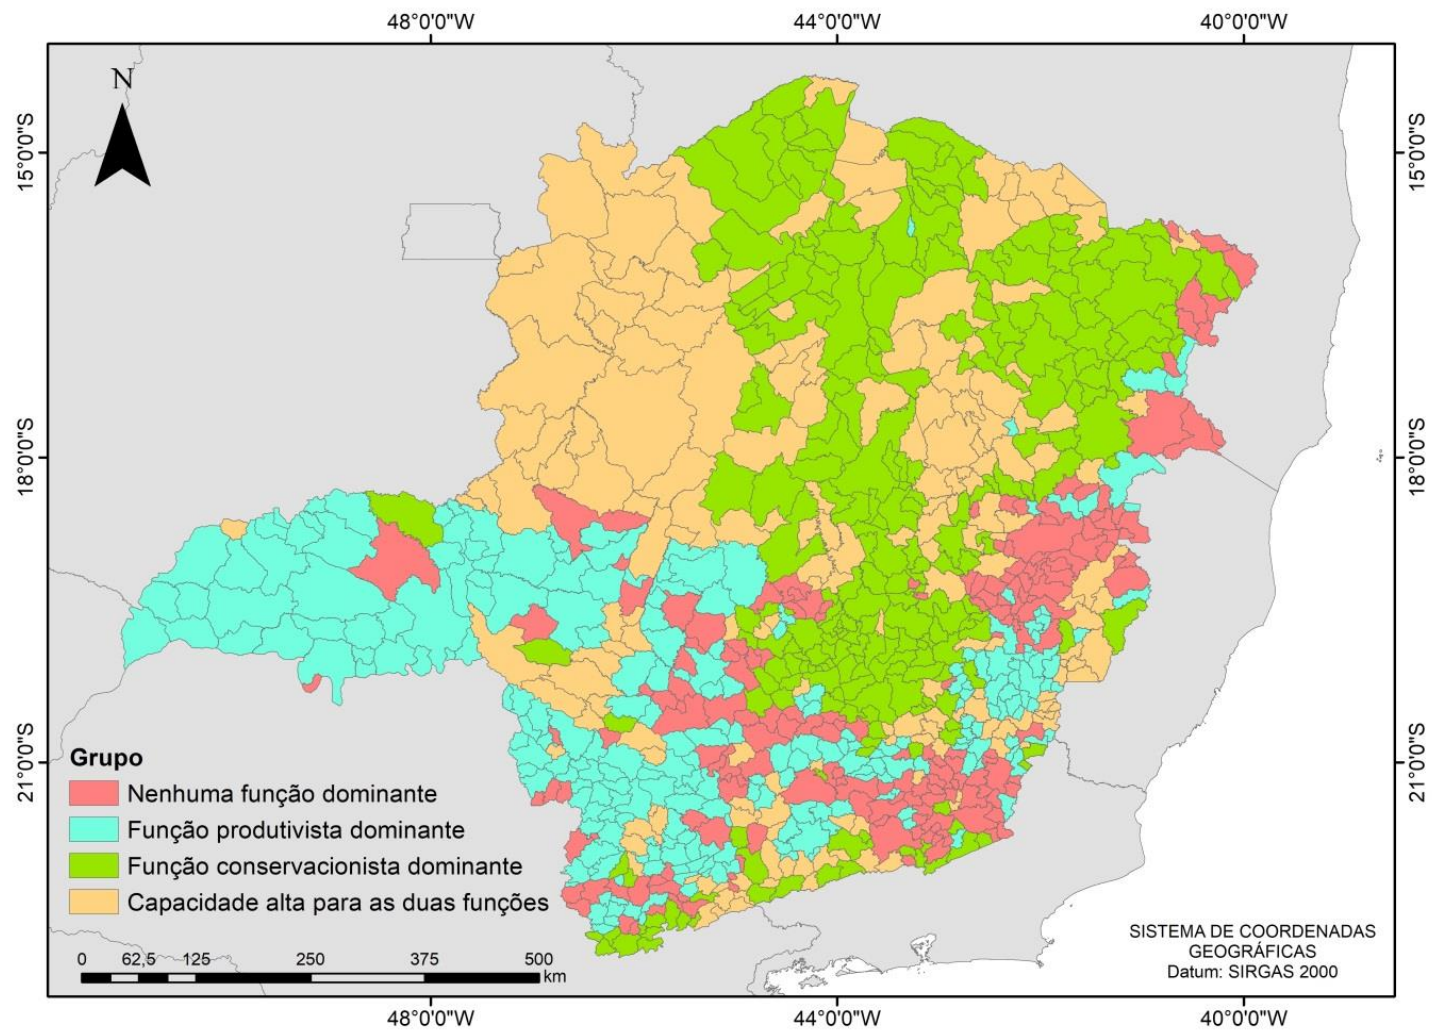 48°0'0"W 44°0'0"W 40°0'0"W
N
15°0'0"S 15°0'0"S
18°0'0"S 18°0'0"S
21°0'0"S 21°0'0"S
Grupo
Nenhuma função dominante
Função produtivista dominante
Função conservacionista dominante
Capacidade alta para as duas funções
0 62,5 125 250 375 500
km
SISTEMA DE COORDENADAS
GEOGRÁFICAS
Datum: SIRGAS 2000
48°0'0"W 44°0'0"W 40°0'0"W